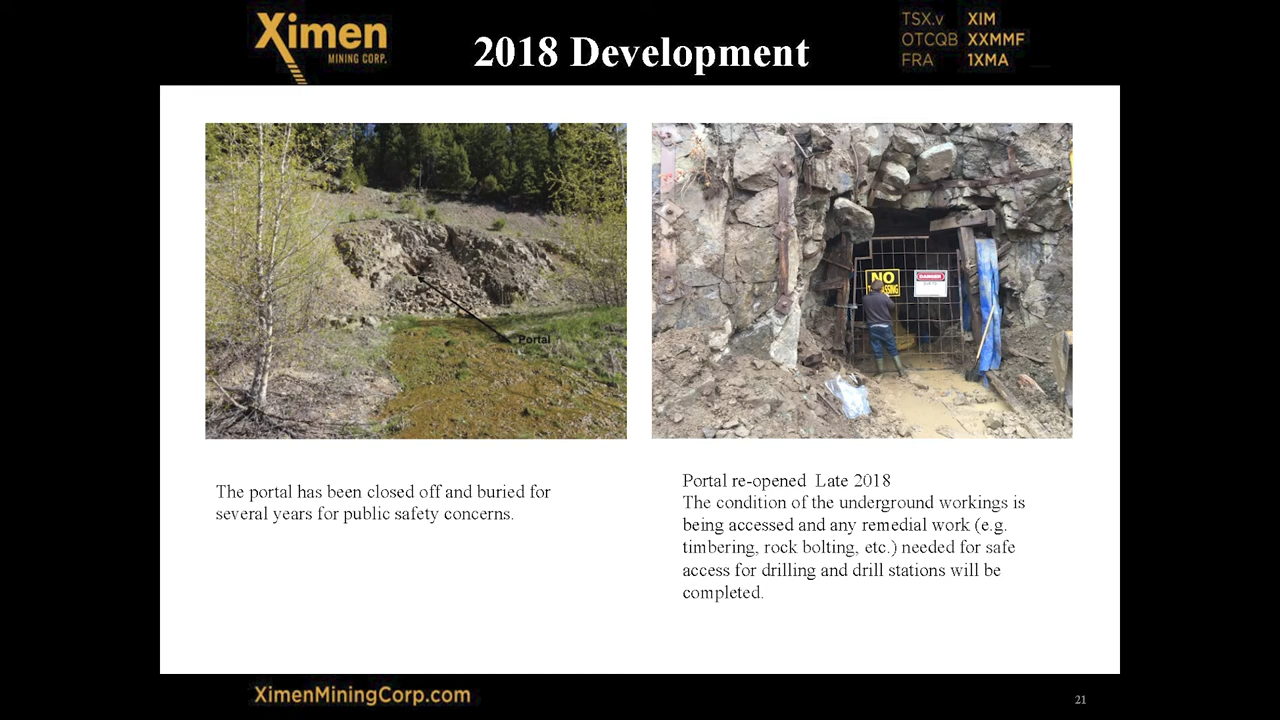 Ximen
MINING CORP.
2018 Development
TSX.v XIM
OTCQB XXMMF
FRA 1XMA
Portal
NO
DANGER
The portal has been closed off and buried for
several years for public safety concerns.
Portal re-opened Late 2018
The condition of the underground workings is
being accessed and any remedial work (e.g.
timbering, rock bolting, etc.) needed for safe
access for drilling and drill stations will be
completed.
XimenMiningCorp.com
21